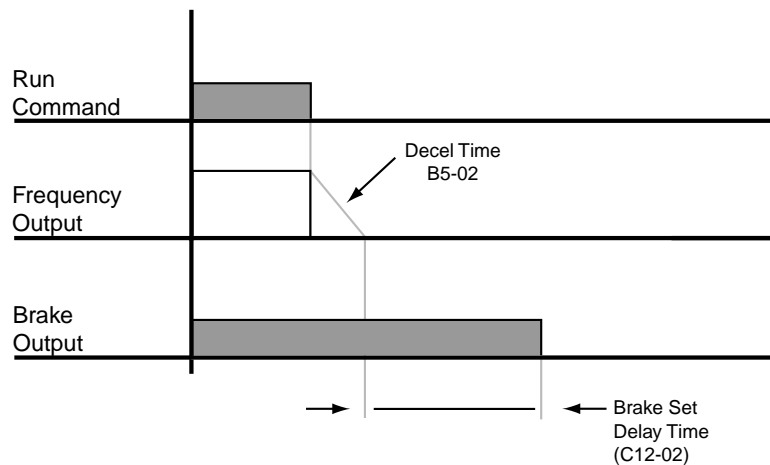 Run
Command
Decel Time
B5-02
Frequency
Output
Brake
Output
Brake Set
Delay Time
(C12-02)